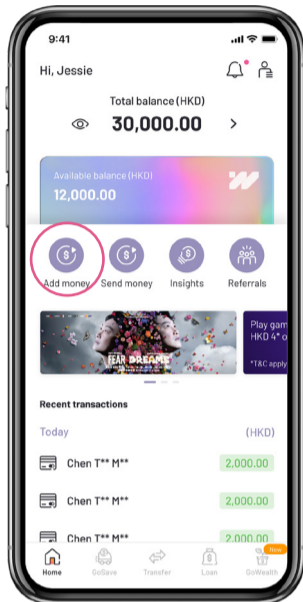 9:41
Hi, Jessie
Total balance (HKD)
30,000.00
Available balance (HKD)
12,000.00
Add money Send money Insights Referrals
FEAR DREAMS
Play gam
HKD 4* o
*T&C apply
Recent transactions
Today (HKD)
Chen T** M** 2,000.00
Chen T** M** 2,000.00
Chen T** M** 2,000.00
New
Home GoSave Transfer Loan GoWealth